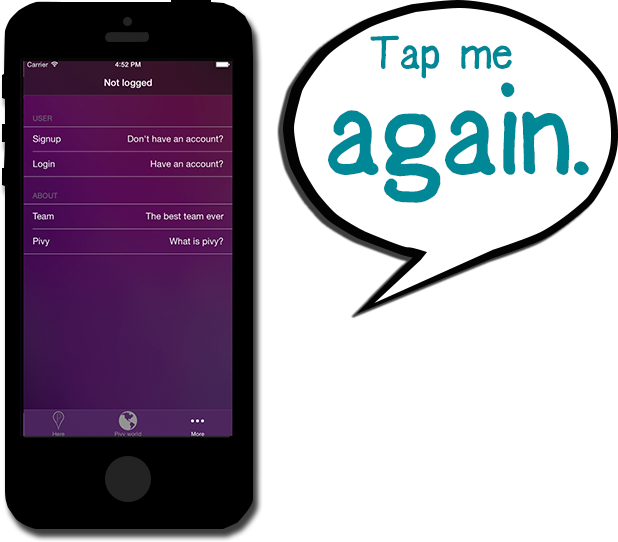 Carrier 4:52 PM
Not logged
USER
Signup Don't have an account?
Login Have an account?
ABOUT
Team The best team ever
Pivy What is pivy?
Here Pivy world More
Tap me
again.